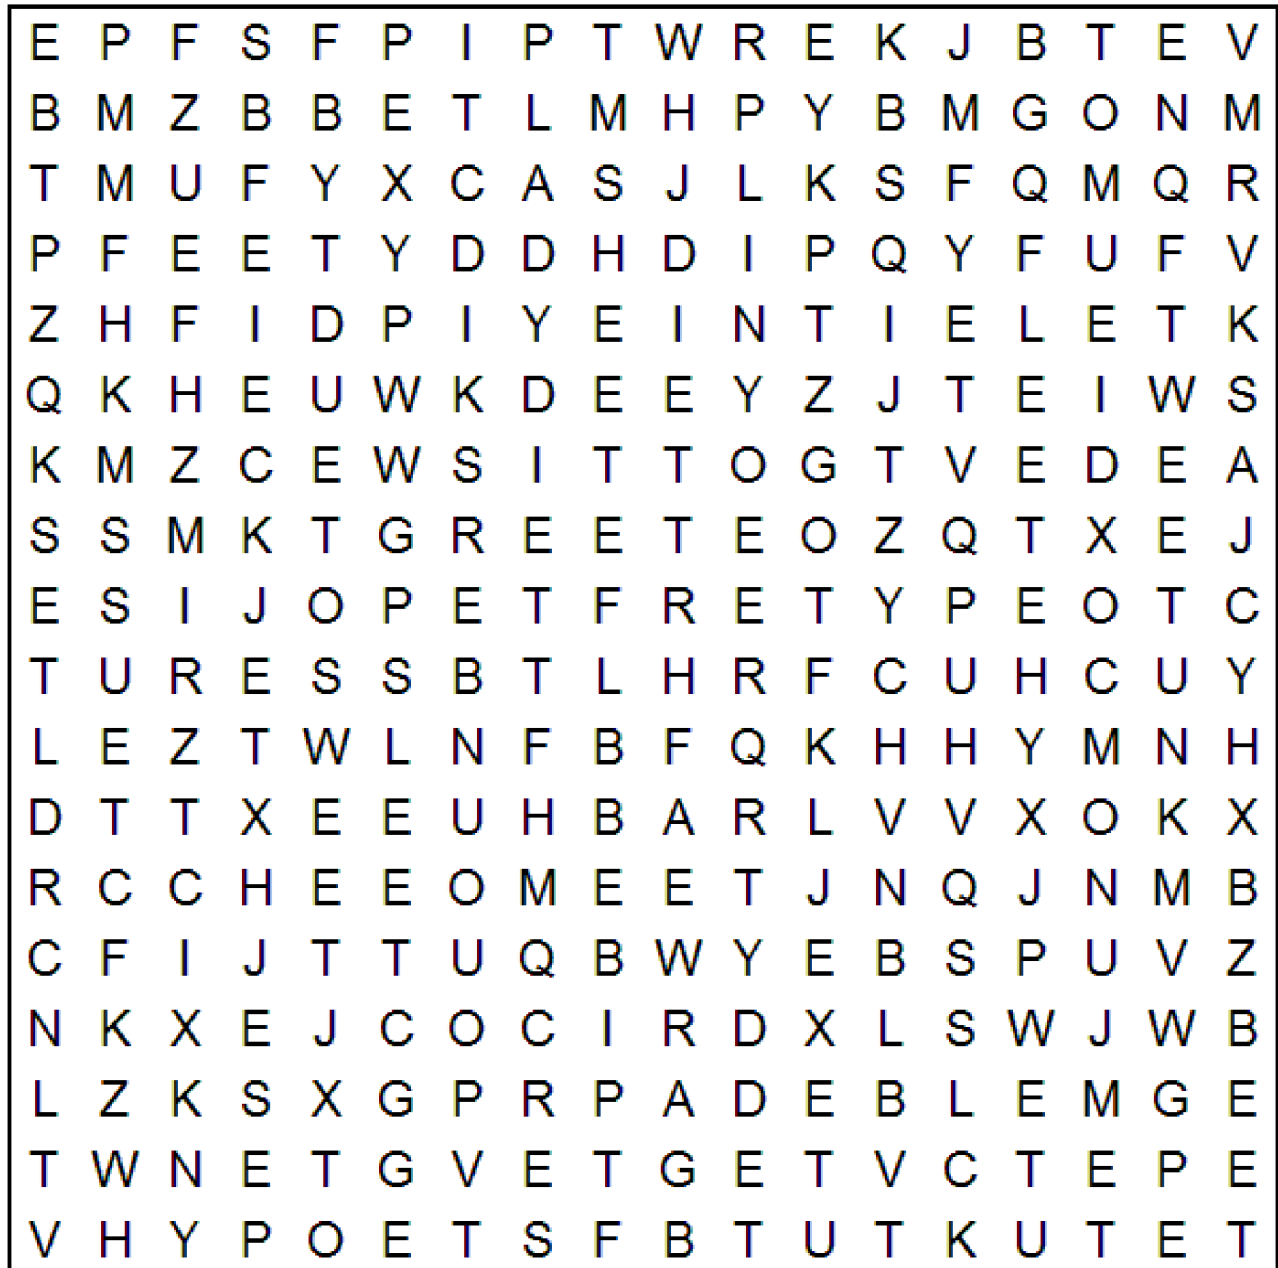 E P F S F P I P T W R E K J B T E V
B M Z B B E T L M H P Y B M G O N M
T M U F Y X C A S J L K S F Q M Q R
P F E E T Y D D H D I P Q Y F U F V
Z H F I D P I Y E I N T I E L E T K
Q K H E U W K D E E Y Z J T E I W S
K M Z C E W S I T T O G T V E D E A
S S M K T G R E E T E O Z Q T X E J
E S I J O P E T F R E T Y P E O T C
T U R E S S B T L H R F C U H C U Y
L E Z T W L N F B F Q K H H Y M N H
D T T X E E U H B A R L V V X O K X
R C C H E E O M E E T J N Q J N M B
C F I J T T U Q B W Y E B S P U V Z
N K X E J C O C I R D X L S W J W B
L Z K S X G P R P A D E B L E M G E
T W N E T G V E T G E T V C T E P E
V H Y P O E T S F B T U T K U T E T